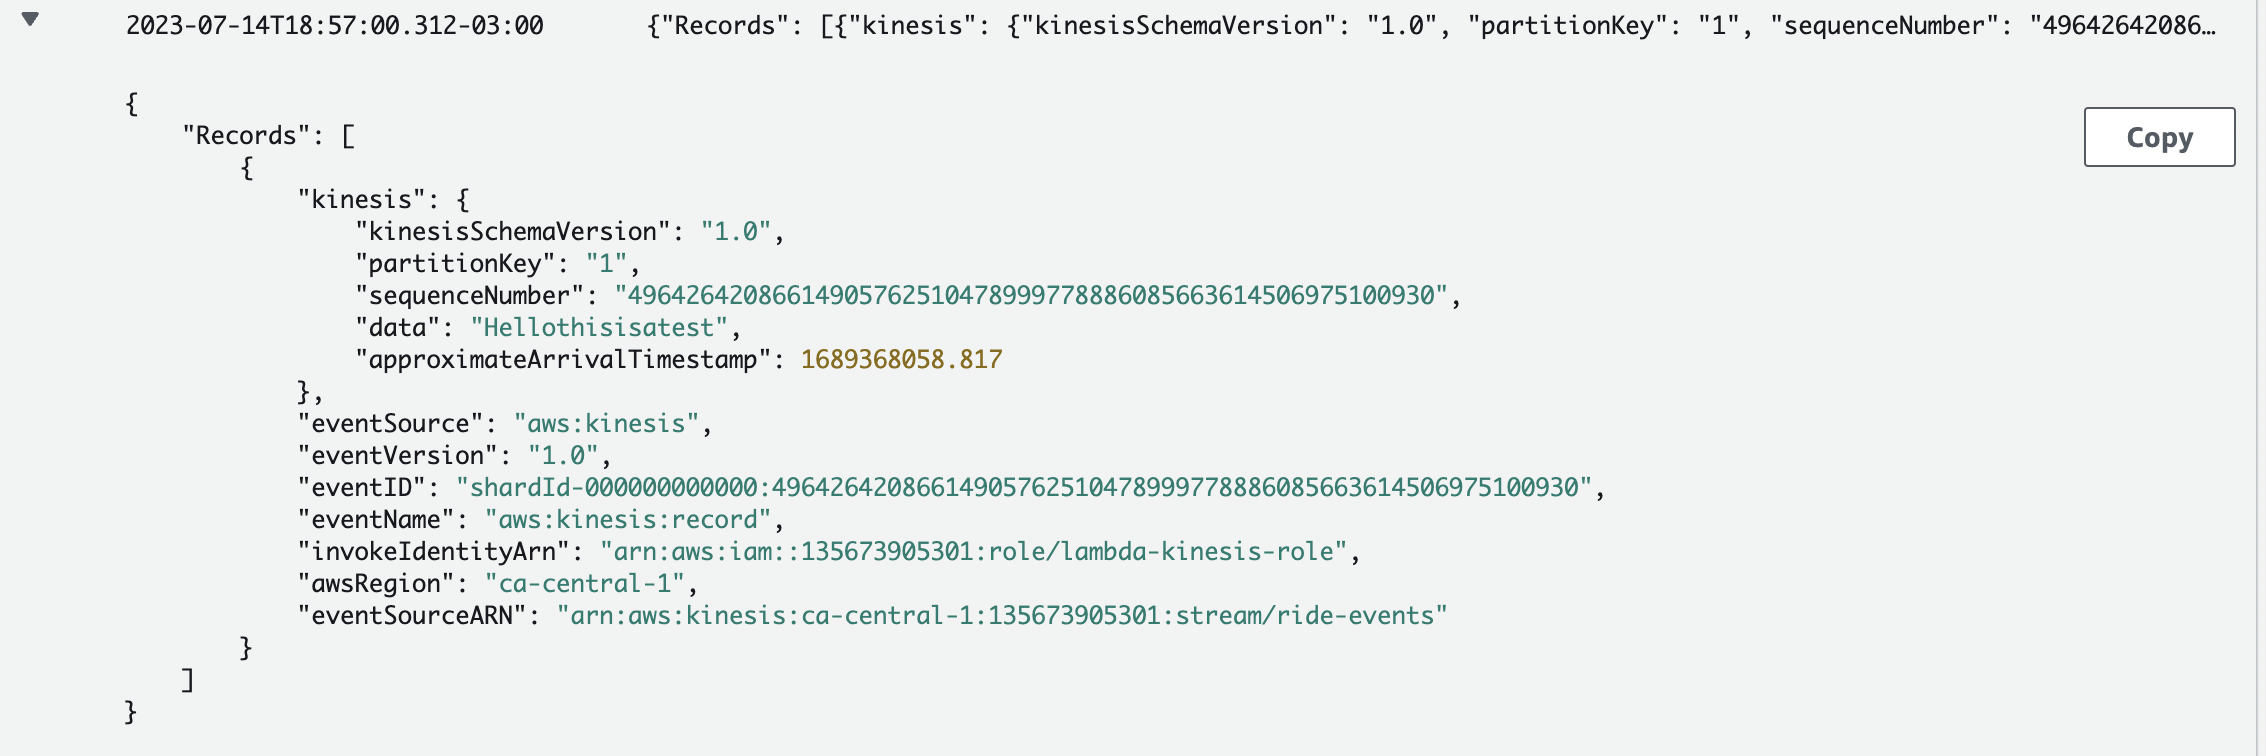 2023-07-14T18:57:00.312-03:00 {"Records": [{"kinesis": {"kinesisSchemaVersion": "1.0", "partitionKey": "1", "sequenceNumber": "49642642086…
{
"Records": [
{
"kinesis": {
"kinesisSchemaVersion": "1.0",
"partitionKey": "1",
"sequenceNumber": "49642642086614905762510478999778886085663614506975100930",
"data": "Hellothisisatest",
"approximateArrivalTimestamp": 1689368058.817
},
"eventSource": "aws:kinesis",
"eventVersion": "1.0",
"eventID": "shardId-000000000000:49642642086614905762510478999778886085663614506975100930",
"eventName": "aws:kinesis:record",
"invokeIdentityArn": "arn:aws:iam::135673905301:role/lambda-kinesis-role",
"awsRegion": "ca-central-1",
"eventSourceARN": "arn:aws:kinesis:ca-central-1:135673905301:stream/ride-events"
}
]
}
Copy